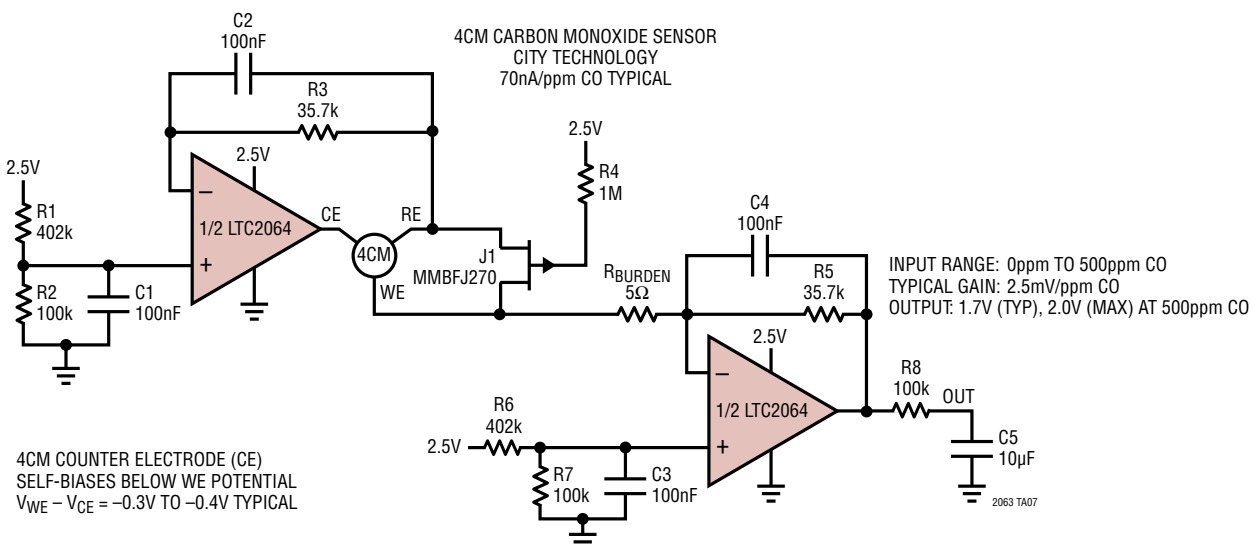 C2
100nF
R3
35.7k
4CM CARBON MONOXIDE SENSOR
CITY TECHNOLOGY
70nA/ppm CO TYPICAL
2.5V
R1
402k
R2
100k
C1
100nF
2.5V
–
1/2 LTC2064
+
CE
RE
4CM
WE
2.5V
R4
1M
J1
MMBFJ270
RBURDEN
5Ω
C4
100nF
R5
35.7k
INPUT RANGE: 0ppm TO 500ppm CO
TYPICAL GAIN: 2.5mV/ppm CO
OUTPUT: 1.7V (TYP), 2.0V (MAX) AT 500ppm CO
2.5V
–
1/2 LTC2064
+
R8
100k
OUT
C5
10µF
2.5V
R6
402k
R7
100k
C3
100nF
4CM COUNTER ELECTRODE (CE)
SELF-BIASES BELOW WE POTENTIAL
VWE – VCE = –0.3V TO –0.4V TYPICAL
2063 TA07